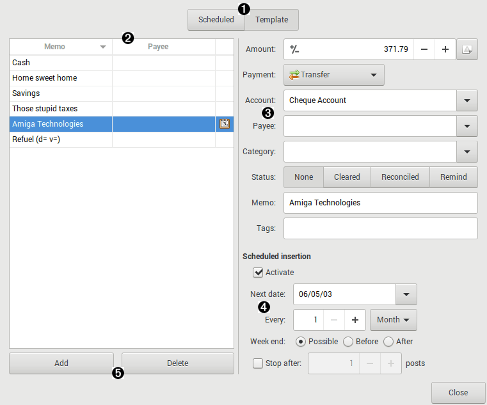 ❶
Scheduled Template
❷
Memo Payee
Cash
Home sweet home
Savings
Those stupid taxes
Amiga Technologies
Refuel (d= v=)
Add Delete
❺
Amount: +/- 371.79 − +
Payment: Transfer
Account: Cheque Account
❸
Payee:
Category:
Status: None Cleared Reconciled Remind
Memo: Amiga Technologies
Tags:
Scheduled insertion
Activate
Next date: 06/05/03
❹
Every: 1 − + Month
Week end: Possible Before After
Stop after: 1 − + posts
Close